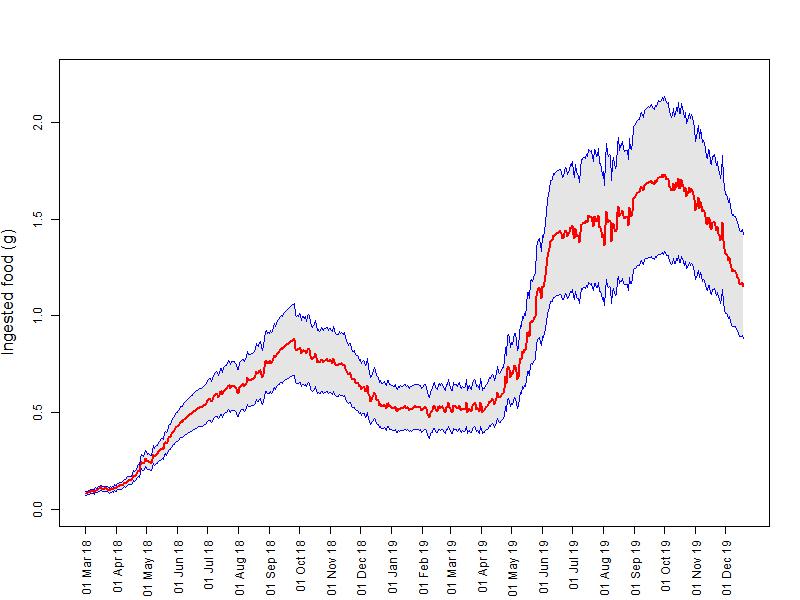 Ingested food (g)
2.0
1.5
1.0
0.5
0.0
01 Mar 18
01 Apr 18
01 May 18
01 Jun 18
01 Jul 18
01 Aug 18
01 Sep 18
01 Oct 18
01 Nov 18
01 Dec 18
01 Jan 19
01 Feb 19
01 Mar 19
01 Apr 19
01 May 19
01 Jun 19
01 Jul 19
01 Aug 19
01 Sep 19
01 Oct 19
01 Nov 19
01 Dec 19